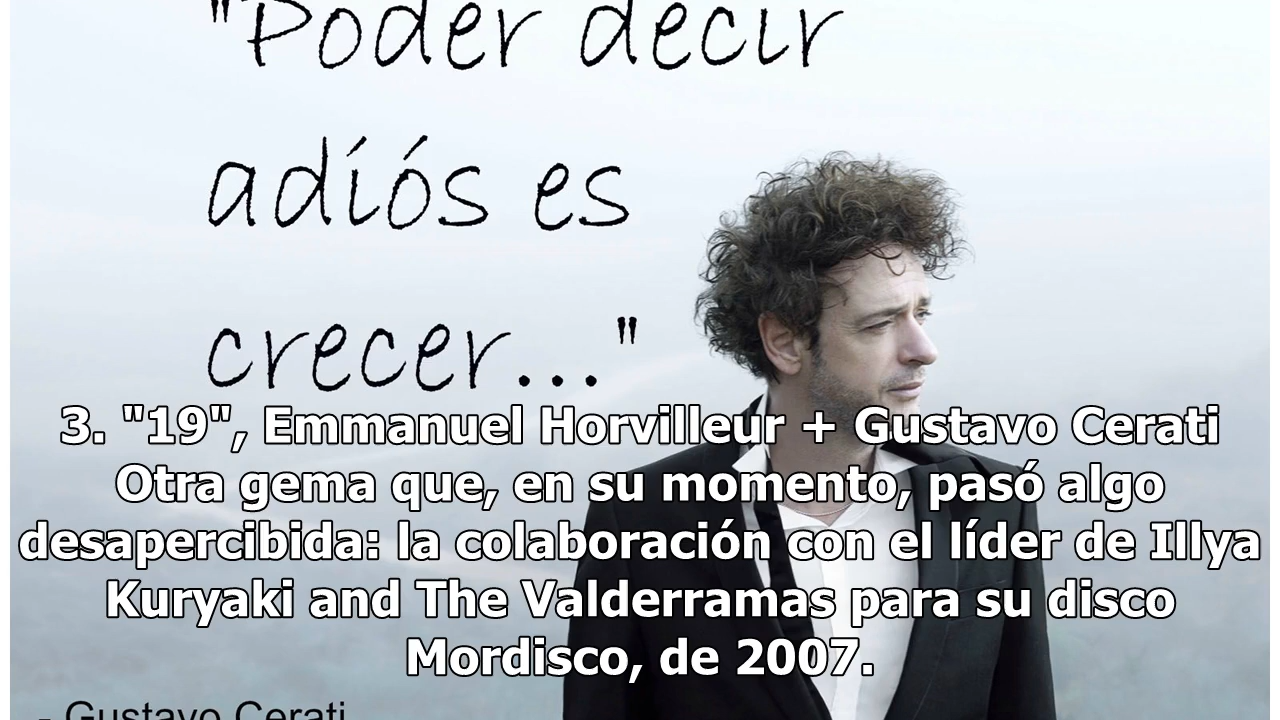 "Poder decir
adiós es
crecer..."
3. "19", Emmanuel Horvilleur + Gustavo Cerati
Otra gema que, en su momento, pasó algo
desapercibida: la colaboración con el líder de Illya
Kuryaki and The Valderramas para su disco
Mordisco, de 2007.
- Gustavo Cerati